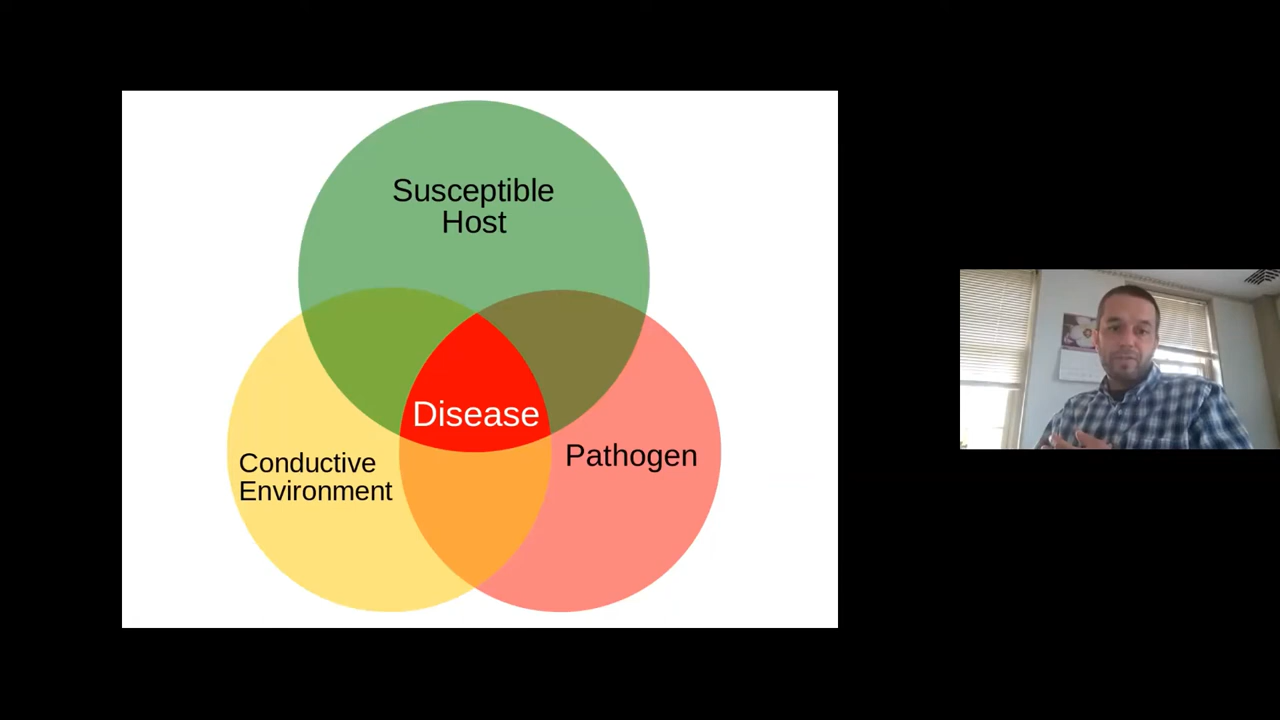 Susceptible
Host
Disease
Conductive
Environment
Pathogen